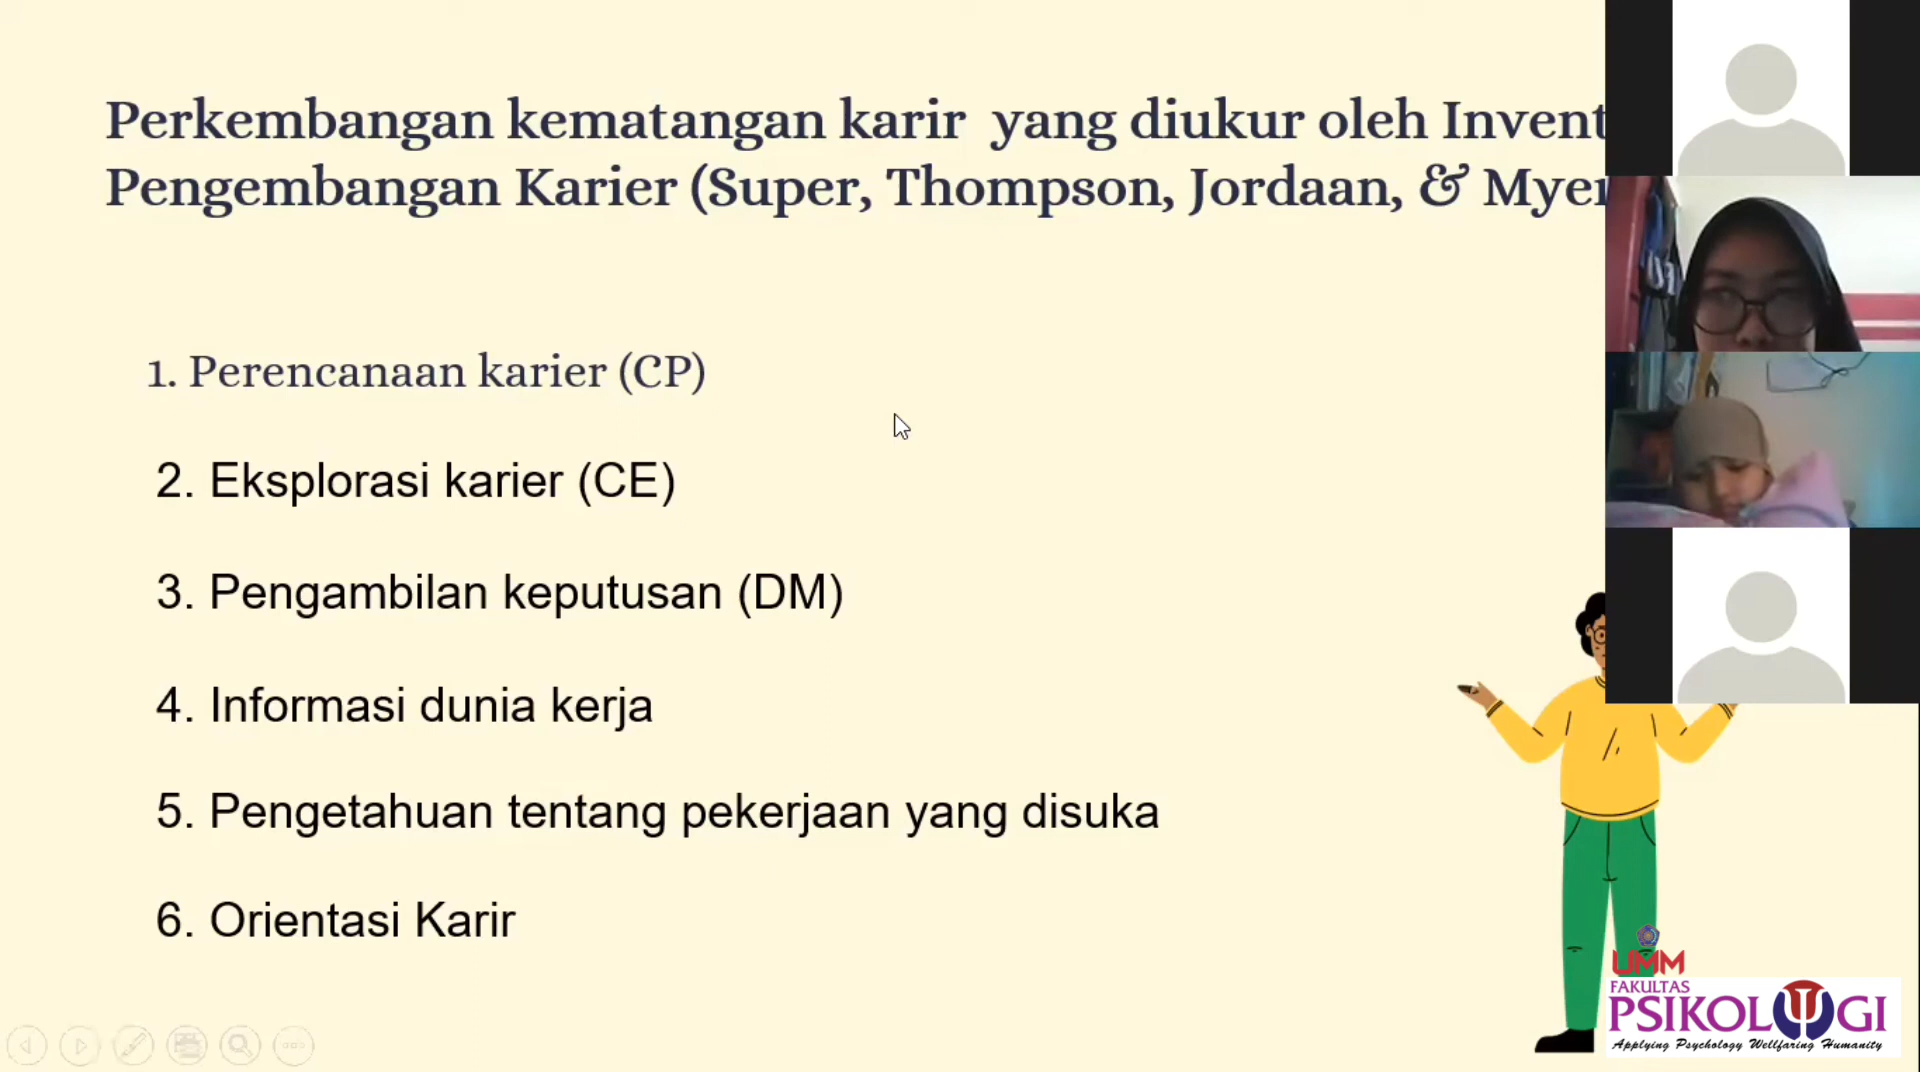 Perkembangan kematangan karir yang diukur oleh
Pengembangan Karier (Super, Thompson, Jordaan, &
1. Perencanaan karier (CP)
2. Eksplorasi karier (CE)
3. Pengambilan keputusan (DM)
4. Informasi dunia kerja
5. Pengetahuan tentang pekerjaan yang disuka
6. Orientasi Karir
UMM
FAKULTAS
PSIKOLOGI
Applying Psychology Wellfaring Humanity